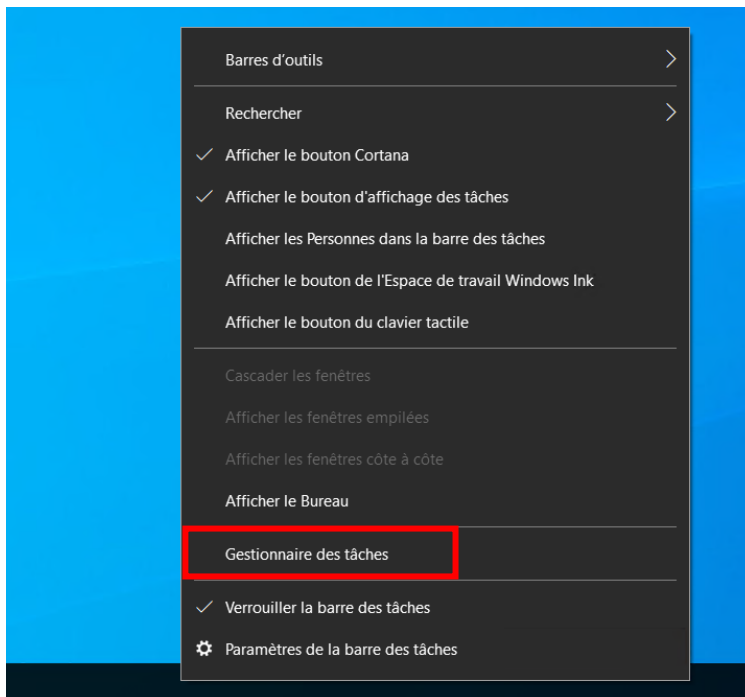 Barres d'outils
Rechercher
Afficher le bouton Cortana
Afficher le bouton d'affichage des tâches
Afficher les Personnes dans la barre des tâches
Afficher le bouton de l'Espace de travail Windows Ink
Afficher le bouton du clavier tactile
Cascader les fenêtres
Afficher les fenêtres empilées
Afficher les fenêtres côte à côte
Afficher le Bureau
Gestionnaire des tâches
Verrouiller la barre des tâches
Paramètres de la barre des tâches